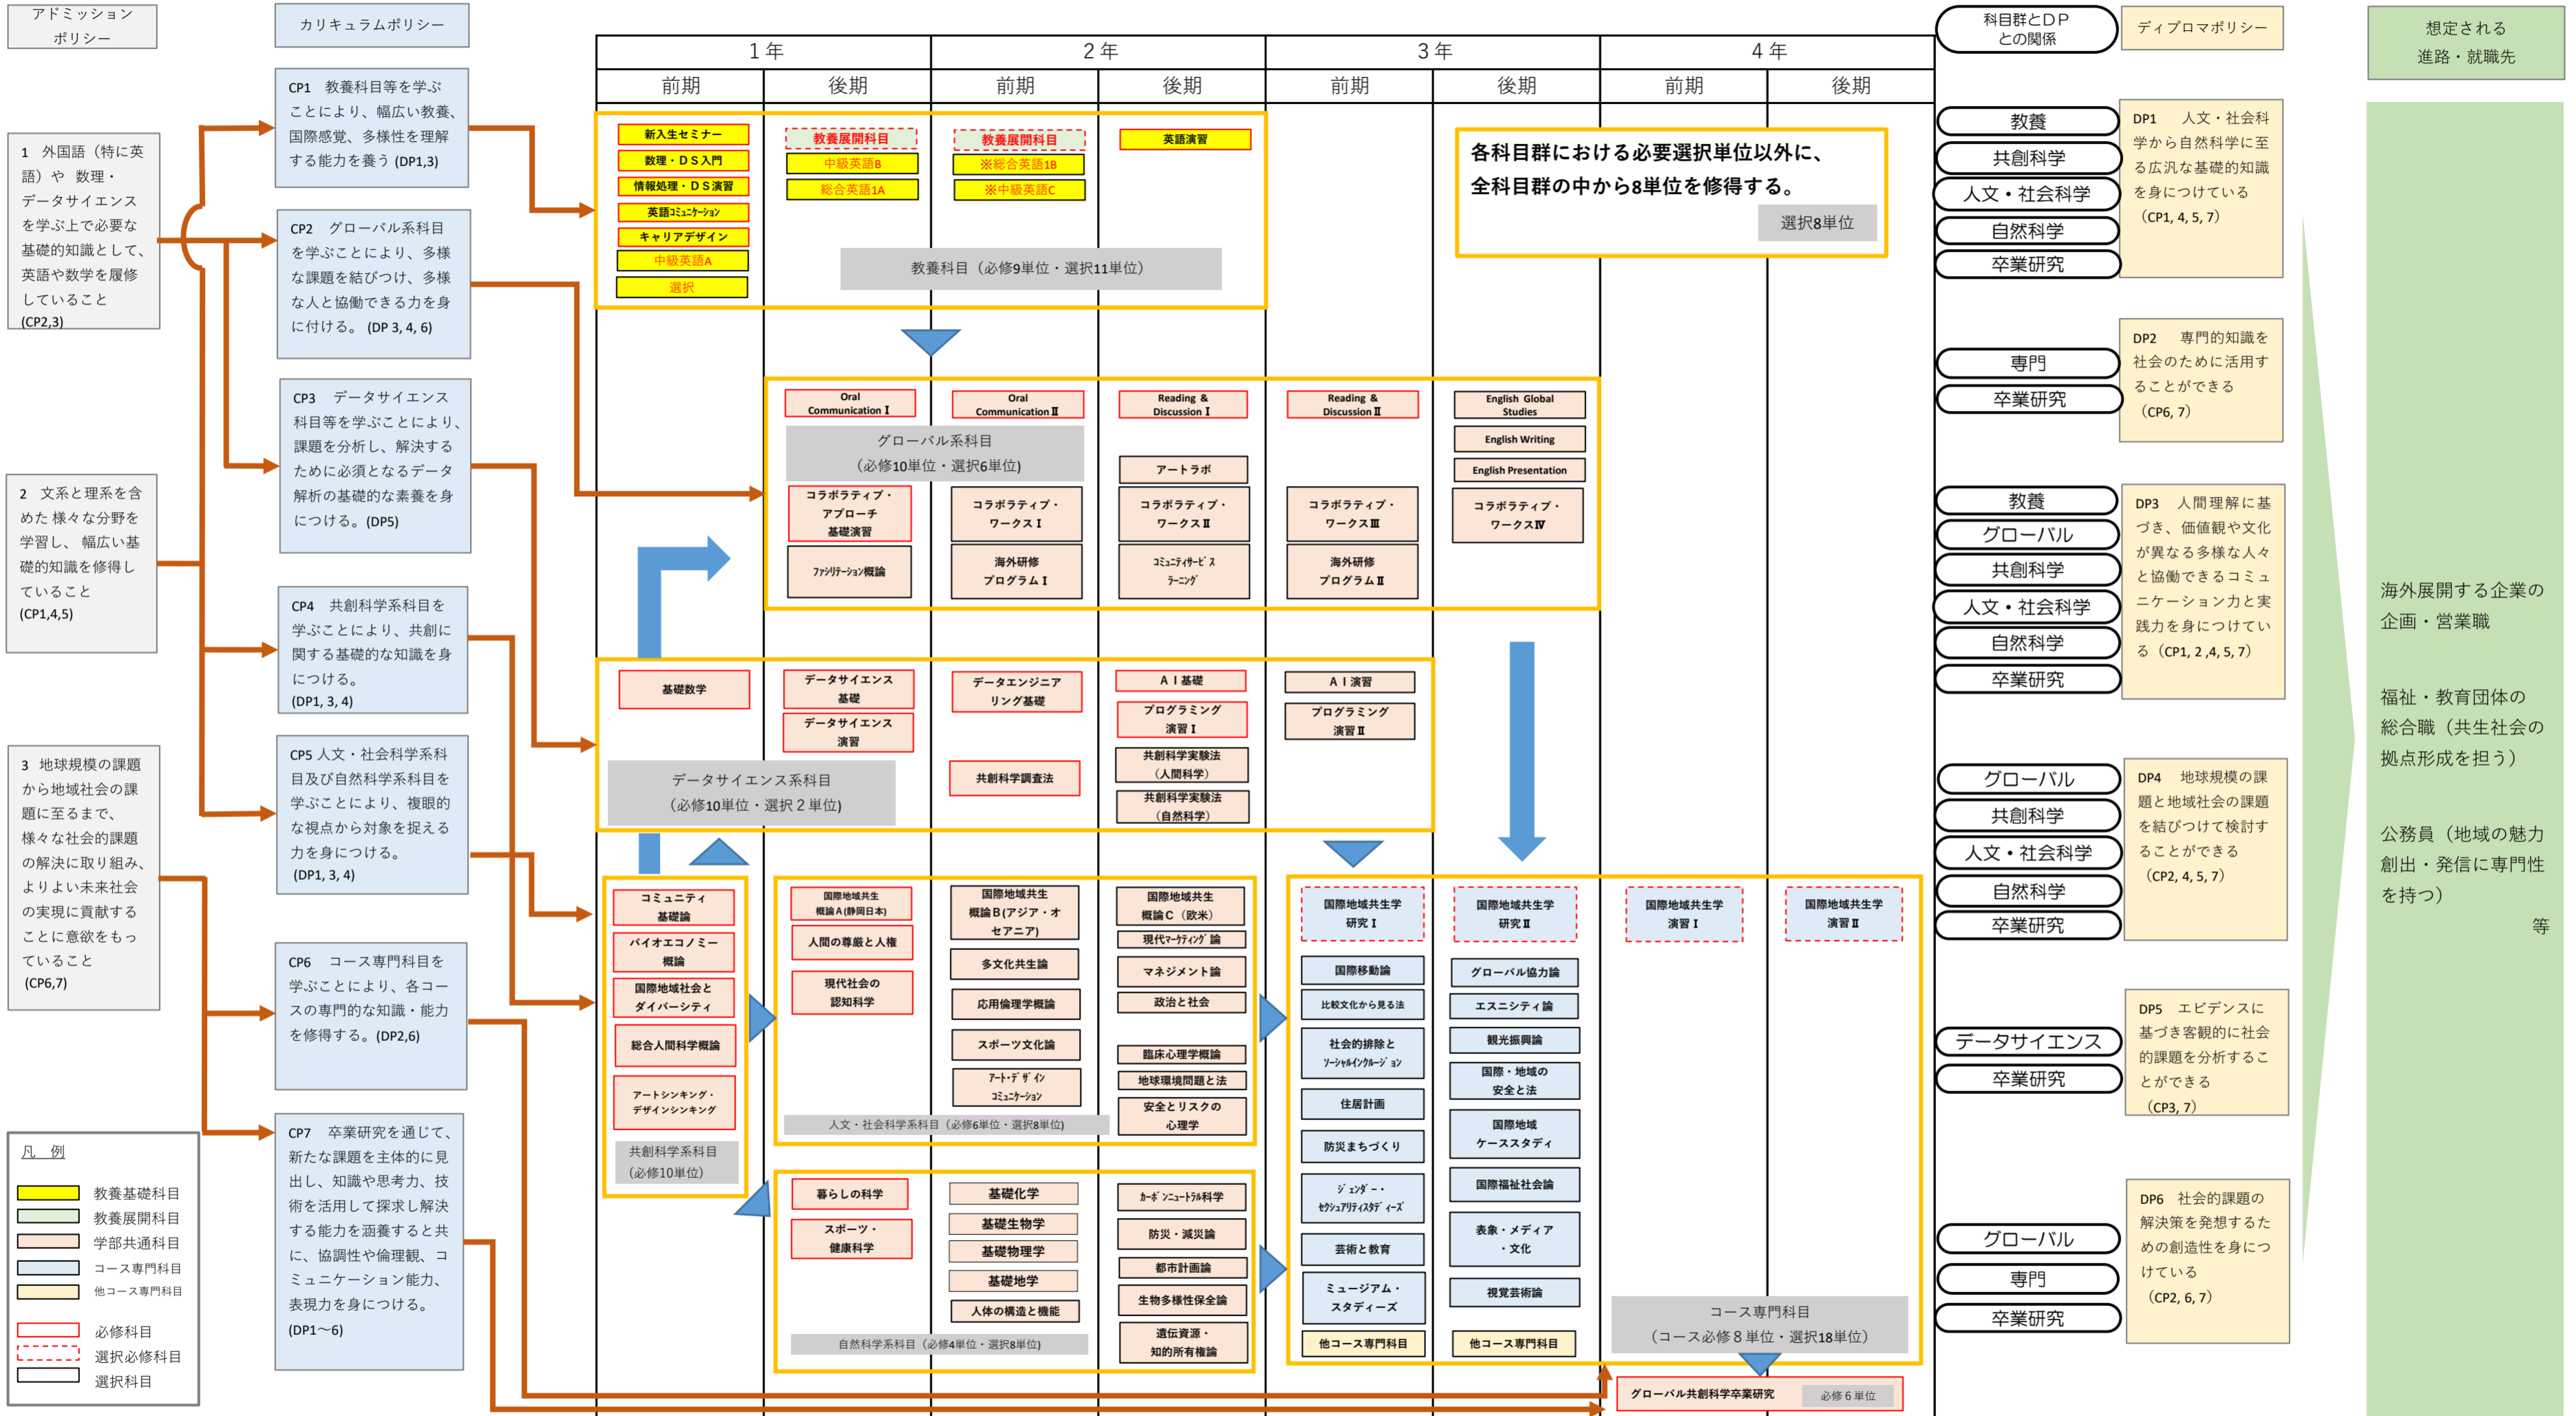 アドミッション
ポリシー
1　外国語（特に英
語）や 数理・
データサイエンス
を学ぶ上で必要な
基礎的知識として、
英語や数学を履修
していること
(CP2,3)
2　文系と理系を含
めた 様々な分野を
学習し、 幅広い基
礎的知識を修得し
ていること
(CP1,4,5)
3　地球規模の課題
から地域社会の課
題に至るまで、
様々な社会的課題
の解決に取り組み、
よりよい未来社会
の実現に貢献する
ことに意欲をもっ
ていること
(CP6,7)
凡　例
教養基礎科目
教養展開科目
学部共通科目
コース専門科目
他コース専門科目
必修科目
選択必修科目
選択科目
カリキュラムポリシー
CP1　教養科目等を学ぶ
ことにより、幅広い教養、
国際感覚、多様性を理解
する能力を養う (DP1,3)
CP2　グローバル系科目
を学ぶことにより、多様
な課題を結びつけ、多様
な人と協働できる力を身
に付ける。 (DP 3, 4, 6)
CP3　データサイエンス
科目等を学ぶことにより、
課題を分析し、解決する
ために必須となるデータ
解析の基礎的な素養を身
につける。(DP5)
CP4　共創科学系科目を
学ぶことにより、共創に
関する基礎的な知識を身
につける。
(DP1, 3, 4)
CP5 人文・社会科学系科
目及び自然科学系科目を
学ぶことにより、複眼的
な視点から対象を捉える
力を身につける。
(DP1, 3, 4)
CP6　コース専門科目を
学ぶことにより、各コー
スの専門的な知識・能力
を修得する。(DP2,6)
CP7　卒業研究を通じて、
新たな課題を主体的に見
出し、知識や思考力、技
術を活用して探求し解決
する能力を涵養すると共
に、協調性や倫理観、コ
ミュニケーション能力、
表現力を身につける。
(DP1～6)
1 年
2 年
3 年
4 年
前期
後期
前期
後期
前期
後期
前期
後期
新入生セミナー
数理・DＳ入門
情報処理・DＳ演習
英語ｺﾐｭﾆｹｰｼｮﾝ
キャリアデザイン
中級英語A
選択
教養展開科目
中級英語B
総合英語1A
教養展開科目
※総合英語1B
※中級英語C
英語演習
教養科目（必修9単位・選択11単位）
各科目群における必要選択単位以外に、
全科目群の中から8単位を修得する。
選択8単位
Oral
Communication Ⅰ
Oral
Communication Ⅱ
Reading &
Discussion Ⅰ
Reading &
Discussion Ⅱ
English Global
Studies
English Writing
English Presentation
グローバル系科目
（必修10単位・選択6単位)
アートラボ
コラボラティブ・
アプローチ
基礎演習
コラボラティブ・
ワークス Ⅰ
コラボラティブ・
ワークス Ⅱ
コラボラティブ・
ワークス Ⅲ
コラボラティブ・
ワークス Ⅳ
ﾌｧｼﾘﾃｰｼｮﾝ概論
海外研修
プログラム Ⅰ
ｺﾐｭﾆﾃｨｻｰﾋﾞｽ
ﾗｰﾆﾝｸﾞ
海外研修
プログラム Ⅱ
基礎数学
データサイエンス
基礎
データサイエンス
演習
データエンジニア
リング基礎
共創科学調査法
ＡＩ基礎
プログラミング
演習 Ⅰ
共創科学実験法
（人間科学）
共創科学実験法
（自然科学）
ＡＩ演習
プログラミング
演習 Ⅱ
データサイエンス系科目
（必修10単位・選択２単位)
コミュニティ
基礎論
バイオエコノミー
概論
国際地域社会と
ダイバーシティ
総合人間科学概論
アートシンキング・
デザインシンキング
共創科学系科目
(必修10単位)
国際地域共生
概論Ａ(静岡日本)
人間の尊厳と人権
現代社会の
認知科学
国際地域共生
概論Ｂ(アジア・オ
セアニア)
多文化共生論
応用倫理学概論
スポーツ文化論
ｱｰﾄ・ﾃﾞｻﾞｲﾝ
ｺﾐｭﾆｹｰｼｮﾝ
国際地域共生
概論Ｃ（欧米）
現代ﾏｰｹﾃｨﾝｸﾞ論
マネジメント論
政治と社会
臨床心理学概論
地球環境問題と法
安全とリスクの
心理学
人文・社会科学系科目（必修6単位・選択8単位)
暮らしの科学
スポーツ・
健康科学
基礎化学
基礎生物学
基礎物理学
基礎地学
人体の構造と機能
ｶｰﾎﾞﾝﾆｭｰﾄﾗﾙ科学
防災・減災論
都市計画論
生物多様性保全論
遺伝資源・
知的所有権論
自然科学系科目（必修4単位・選択8単位)
国際地域共生学
研究 Ⅰ
国際移動論
比較文化から見る法
社会的排除と
ｿｰｼｬﾙｲﾝｸﾙｰｼﾞｮﾝ
住居計画
防災まちづくり
ｼﾞｪﾝﾀﾞｰ・
ｾｸｼｭｱﾘﾃｨｽﾀﾃﾞｨｰｽﾞ
芸術と教育
ミュージアム・
スタディーズ
他コース専門科目
国際地域共生学
研究 Ⅱ
グローバル協力論
エスニシティ論
観光振興論
国際・地域の
安全と法
国際地域
ケーススタディ
国際福祉社会論
表象・メディア
・文化
視覚芸術論
他コース専門科目
国際地域共生学
演習 Ⅰ
国際地域共生学
演習 Ⅱ
コース専門科目
（コース必修８単位・選択18単位）
グローバル共創科学卒業研究
必修６単位
科目群とＤＰ
との関係
教養
共創科学
人文・社会科学
自然科学
卒業研究
専門
卒業研究
教養
グローバル
共創科学
人文・社会科学
自然科学
卒業研究
グローバル
共創科学
人文・社会科学
自然科学
卒業研究
データサイエンス
卒業研究
グローバル
専門
卒業研究
ディプロマポリシー
DP1　人文・社会科
学から自然科学に至
る広汎な基礎的知識
を身につけている
（CP1, 4, 5, 7）
DP2　専門的知識を
社会のために活用す
ることができる
（CP6, 7）
DP3　人間理解に基
づき、価値観や文化
が異なる多様な人々
と協働できるコミュ
ニケーション力と実
践力を身につけてい
る（CP1, 2 ,4, 5, 7）
DP4　地球規模の課
題と地域社会の課題
を結びつけて検討す
ることができる
（CP2, 4, 5, 7）
DP5　エビデンスに
基づき客観的に社会
的課題を分析するこ
とができる
（CP3, 7）
DP6　社会的課題の
解決策を発想するた
めの創造性を身につ
けている
（CP2, 6, 7）
想定される
進路・就職先
海外展開する企業の
企画・営業職
福祉・教育団体の
総合職（共生社会の
拠点形成を担う）
公務員（地域の魅力
創出・発信に専門性
を持つ）
等